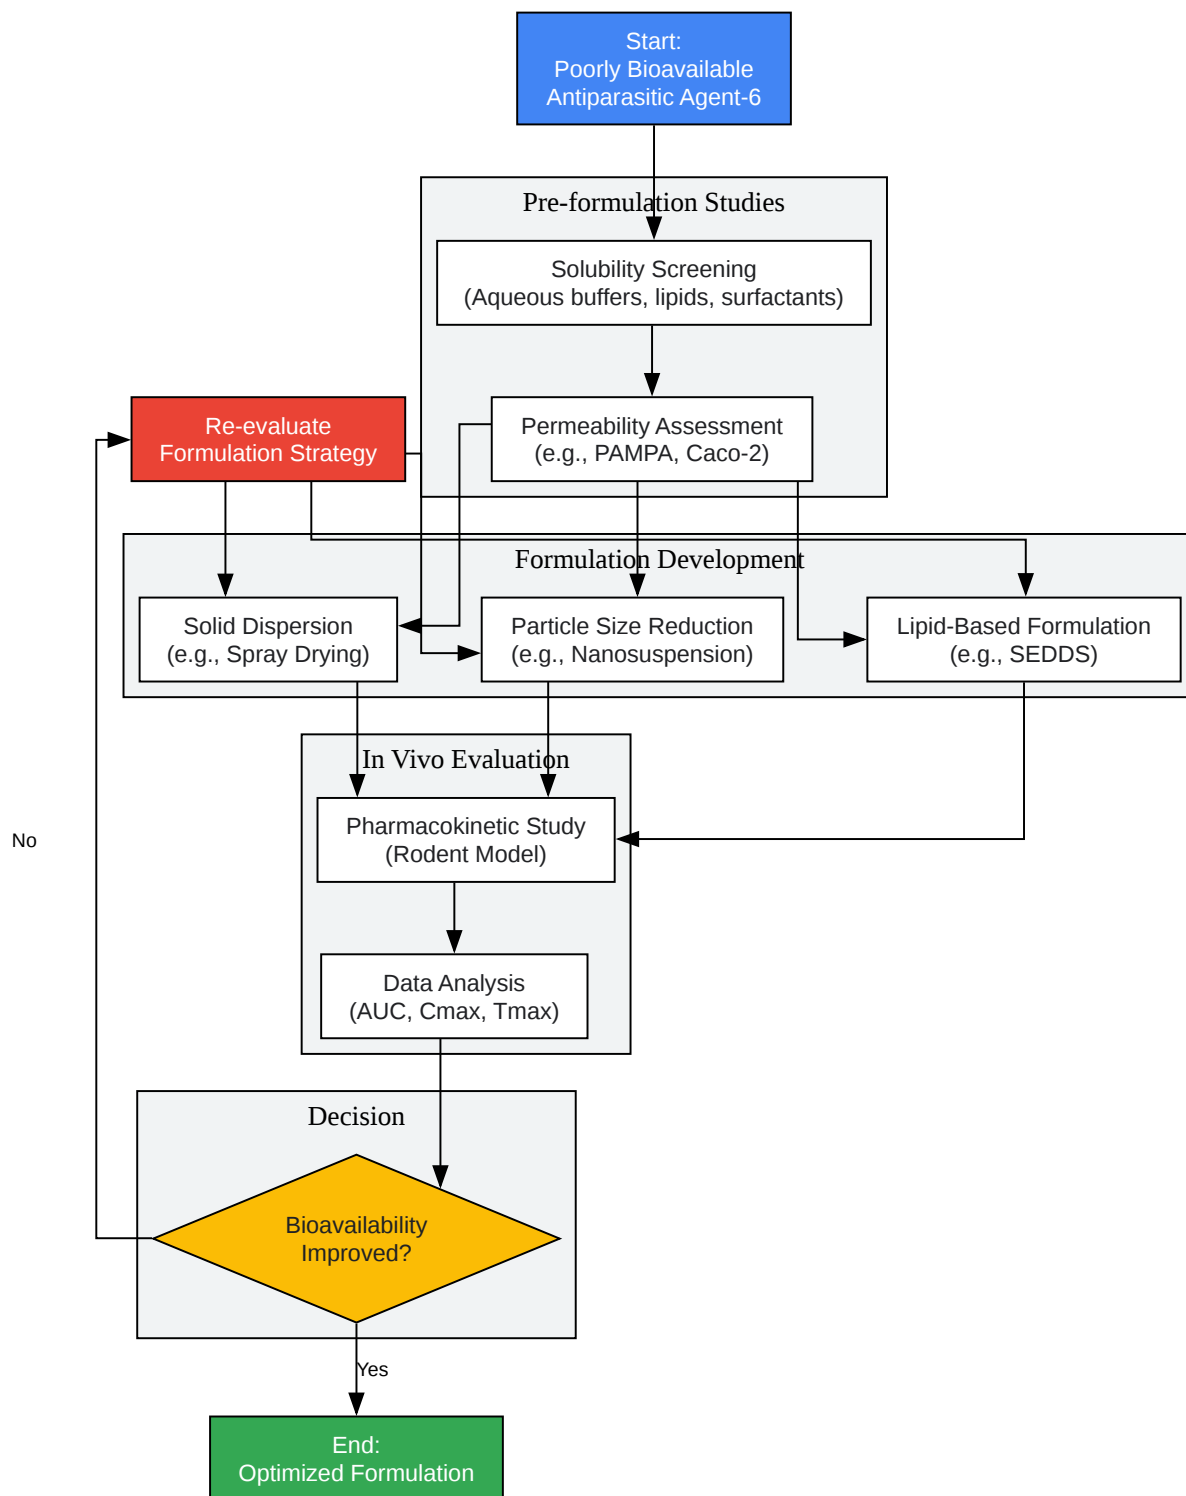 Start:
Poorly Bioavailable
Antiparasitic Agent-6
Pre-formulation Studies
Solubility Screening
(Aqueous buffers, lipids, surfactants)
Re-evaluate
Formulation Strategy
Permeability Assessment
(e.g., PAMPA, Caco-2)
Formulation Development
Solid Dispersion
(e.g., Spray Drying)
Particle Size Reduction
(e.g., Nanosuspension)
Lipid-Based Formulation
(e.g., SEDDS)
In Vivo Evaluation
Pharmacokinetic Study
(Rodent Model)
No
Data Analysis
(AUC, Cmax, Tmax)
Decision
Bioavailability
Improved?
Yes
End:
Optimized Formulation